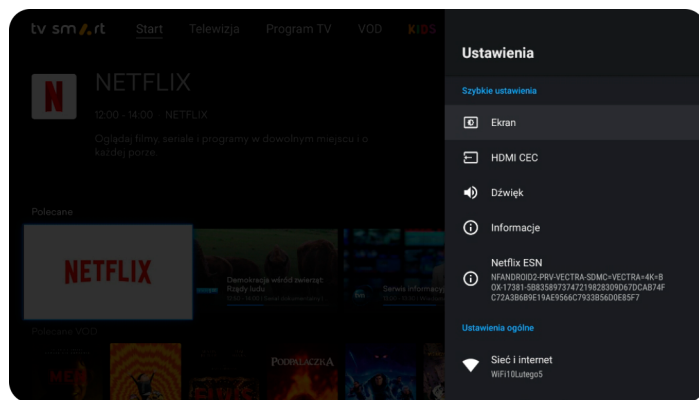 tv smart Start Telewizja Program TV VOD KIDS
NETFLIX
12:00 - 14:00 · NETFLIX
Oglądaj filmy, seriale i programy w dowolnym miejscu i o
każdej porze.
Polecane
NETFLIX
Demokracja wśród zwierząt:
Rządy ludu
Serwis informacyj
Polecane VOD
PODPALACZKA
Ustawienia
Szybkie ustawienia
Ekran
HDMI CEC
Dźwięk
Informacje
Netflix ESN
NFANDROID2-PRV-VECTRA-SDMC=VECTRA=4K=B
OX-17381-5B8358973747219828309D67DCAB74F
C72A3B6B9E19AE9566C7933B56D0E85F7
Ustawienia ogólne
Sieć i internet
WiFi10Lutego5